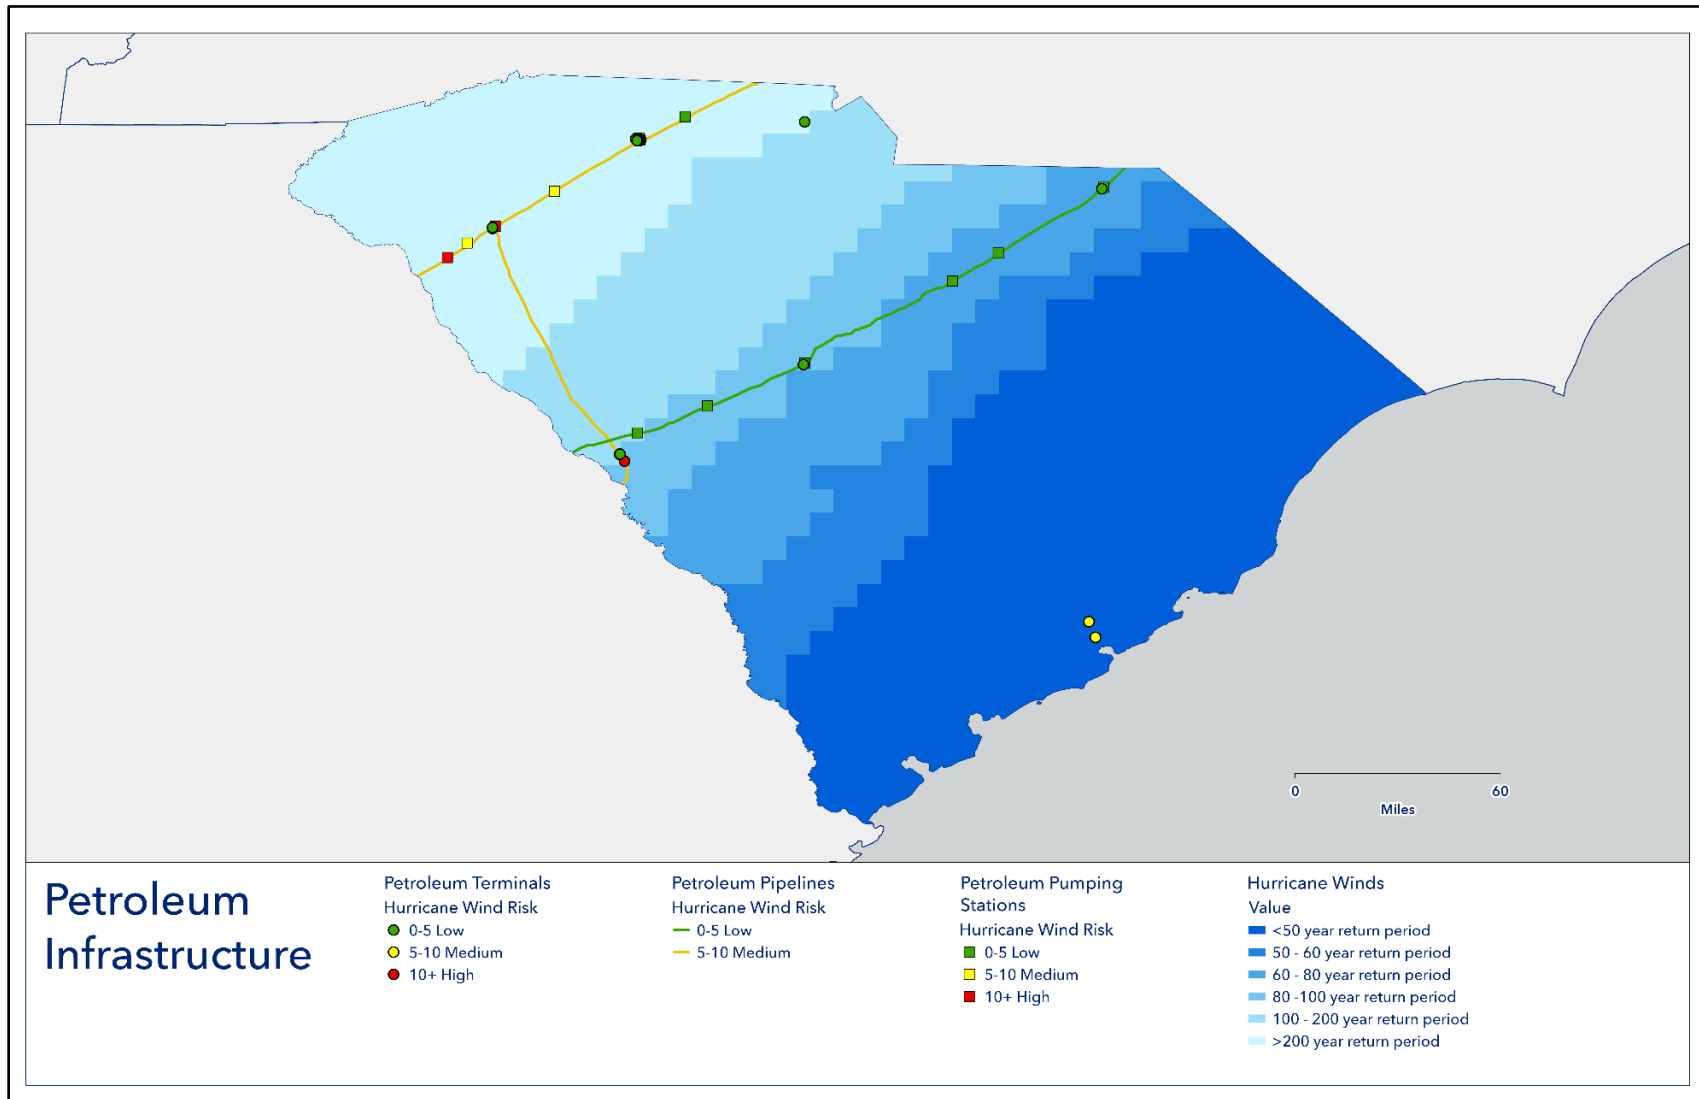 0
60
Miles
Petroleum
Infrastructure
Petroleum Terminals
Hurricane Wind Risk
0-5 Low
5-10 Medium
10+ High
Petroleum Pipelines
Hurricane Wind Risk
0-5 Low
5-10 Medium
Petroleum Pumping
Stations
Hurricane Wind Risk
0-5 Low
5-10 Medium
10+ High
Hurricane Winds
Value
<50 year return period
50 - 60 year return period
60 - 80 year return period
80 -100 year return period
100 - 200 year return period
>200 year return period